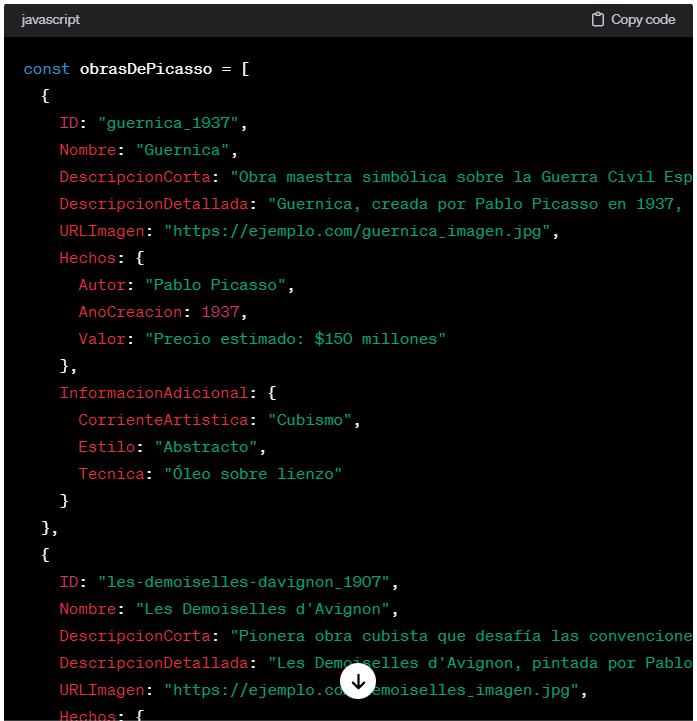 javascript
Copy code
const obrasDePicasso = [
{
ID: "guernica_1937",
Nombre: "Guernica",
DescripcionCorta: "Obra maestra simbólica sobre la Guerra Civil Esp
DescripcionDetallada: "Guernica, creada por Pablo Picasso en 1937,
URLImagen: "https://ejemplo.com/guernica_imagen.jpg",
Hechos: {
Autor: "Pablo Picasso",
AnoCreacion: 1937,
Valor: "Precio estimado: $150 millones"
},
InformacionAdicional: {
CorrienteArtistica: "Cubismo",
Estilo: "Abstracto",
Tecnica: "Óleo sobre lienzo"
}
},
{
ID: "les-demoiselles-davignon_1907",
Nombre: "Les Demoiselles d'Avignon",
DescripcionCorta: "Pionera obra cubista que desafía las convencione
DescripcionDetallada: "Les Demoiselles d'Avignon, pintada por Pablo
URLImagen: "https://ejemplo.co emoiselles_imagen.jpg",
Hechos: {